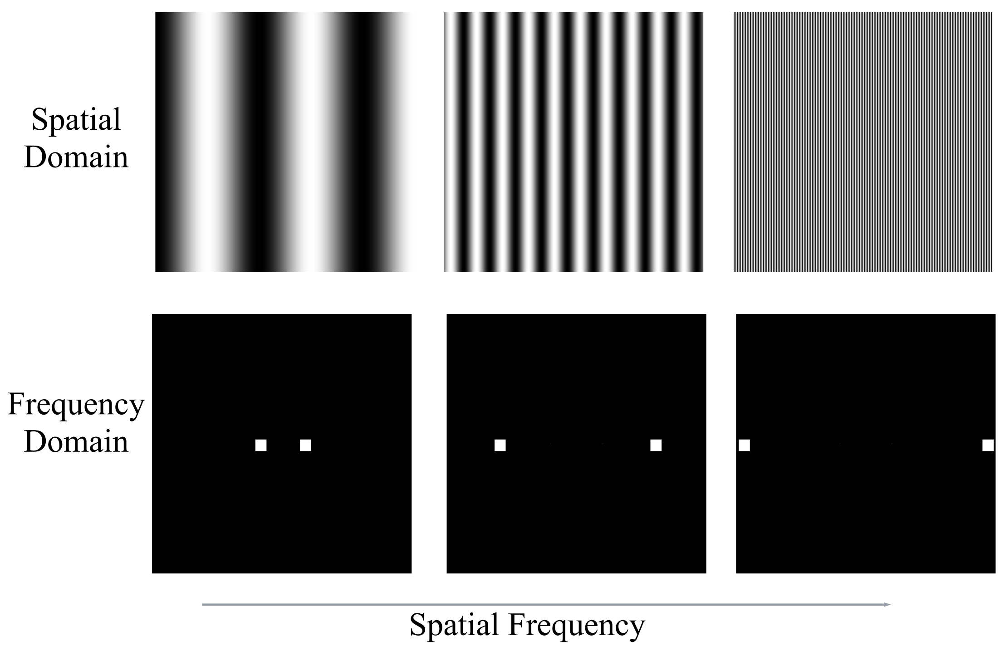 Spatial
Domain
Frequency
Domain
Spatial Frequency